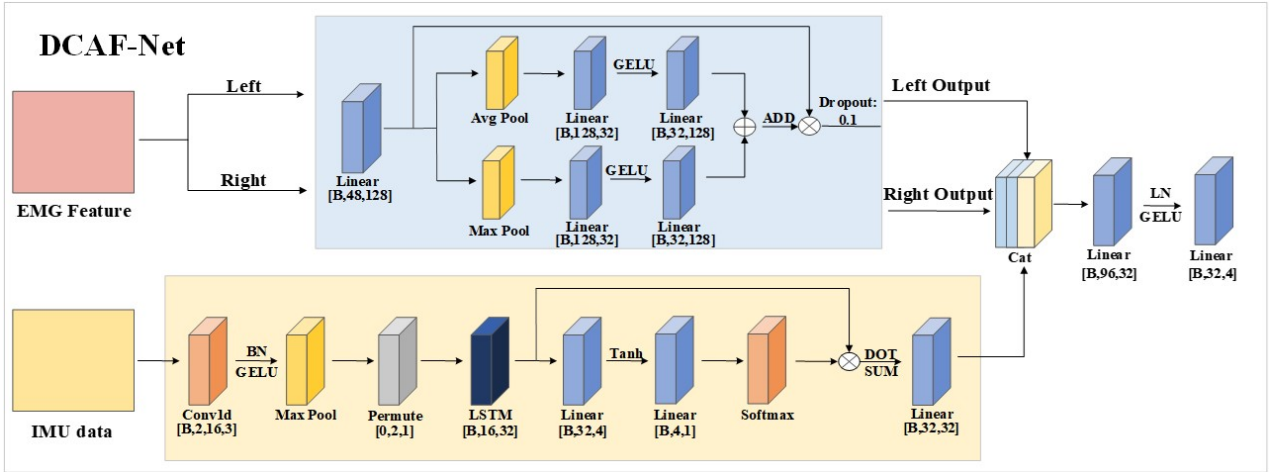 DCAF-Net
EMG Feature
Left
Right
Linear
[B,48,128]
Avg Pool
Linear
[B,128,32]
GELU
Linear
[B,32,128]
Max Pool
Linear
[B,128,32]
GELU
Linear
[B,32,128]
ADD
Dropout:
0.1
Left Output
Right Output
Cat
Linear
[B,96,32]
LN
GELU
Linear
[B,32,4]
IMU data
Conv1d
[B,2,16,3]
BN
GELU
Max Pool
Permute
[0,2,1]
LSTM
[B,16,32]
Linear
[B,32,4]
Tanh
Linear
[B,4,1]
Softmax
DOT
SUM
Linear
[B,32,32]